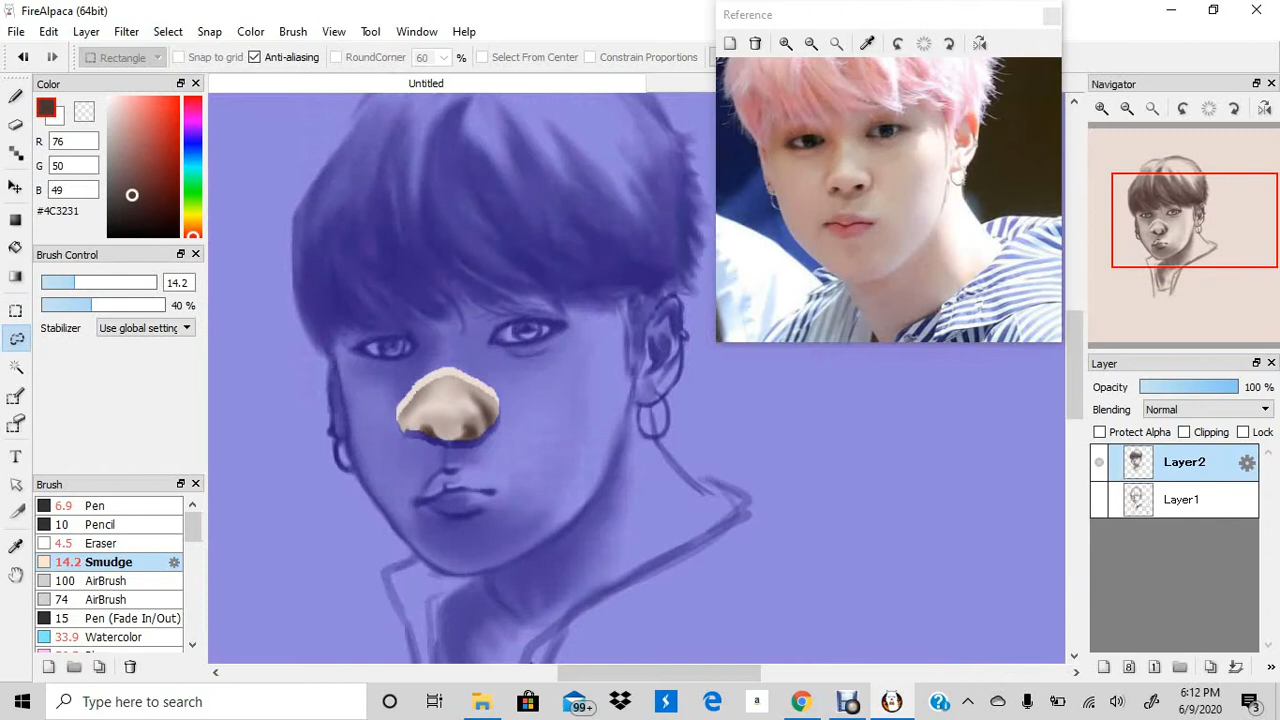 FireAlpaca (64bit)
File Edit Layer Filter Select Snap Color Brush View Tool Window Help
Rectangle Snap to grid Anti-aliasing RoundCorner 60 % Select From Center Constrain Proportions
Reference
Color
R 76
G 50
B 49
#4C3231
Brush Control
14.2
40 %
Stabilizer Use global setting
Brush
6.9 Pen
10 Pencil
4.5 Eraser
14.2 Smudge
100 AirBrush
74 AirBrush
15 Pen (Fade In/Out)
33.9 Watercolor
Untitled
Navigator
Layer
Opacity 100 %
Blending Normal
Protect Alpha Clipping Lock
Layer2
Layer1
Type here to search
99+
a
6:12 PM
6/9/2020
3